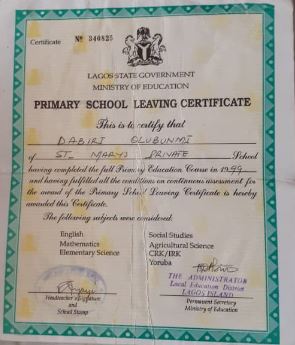 Certificate Nº 340825
LAGOS STATE GOVERNMENT
MINISTRY OF EDUCATION
PRIMARY SCHOOL LEAVING CERTIFICATE
This is to certify that
DABIRI OLUBUNMI
of ST. MARYS PRIVATE School
having completed the full Primary Education Course in 1999
and having fulfilled all the conditions on continuous assessment for
the award of the Primary School Leaving Certificate is hereby
awarded this Certificate.
The following subjects were considered:
English
Mathematics
Elementary Science
Social Studies
Agricultural Science
CRK/IRK
Yoruba
THE ADMINISTRATOR
Local Education District
LAGOS ISLAND
Headteacher's Signature
and
School Stamp
Permanent Secretary
Ministry of Education